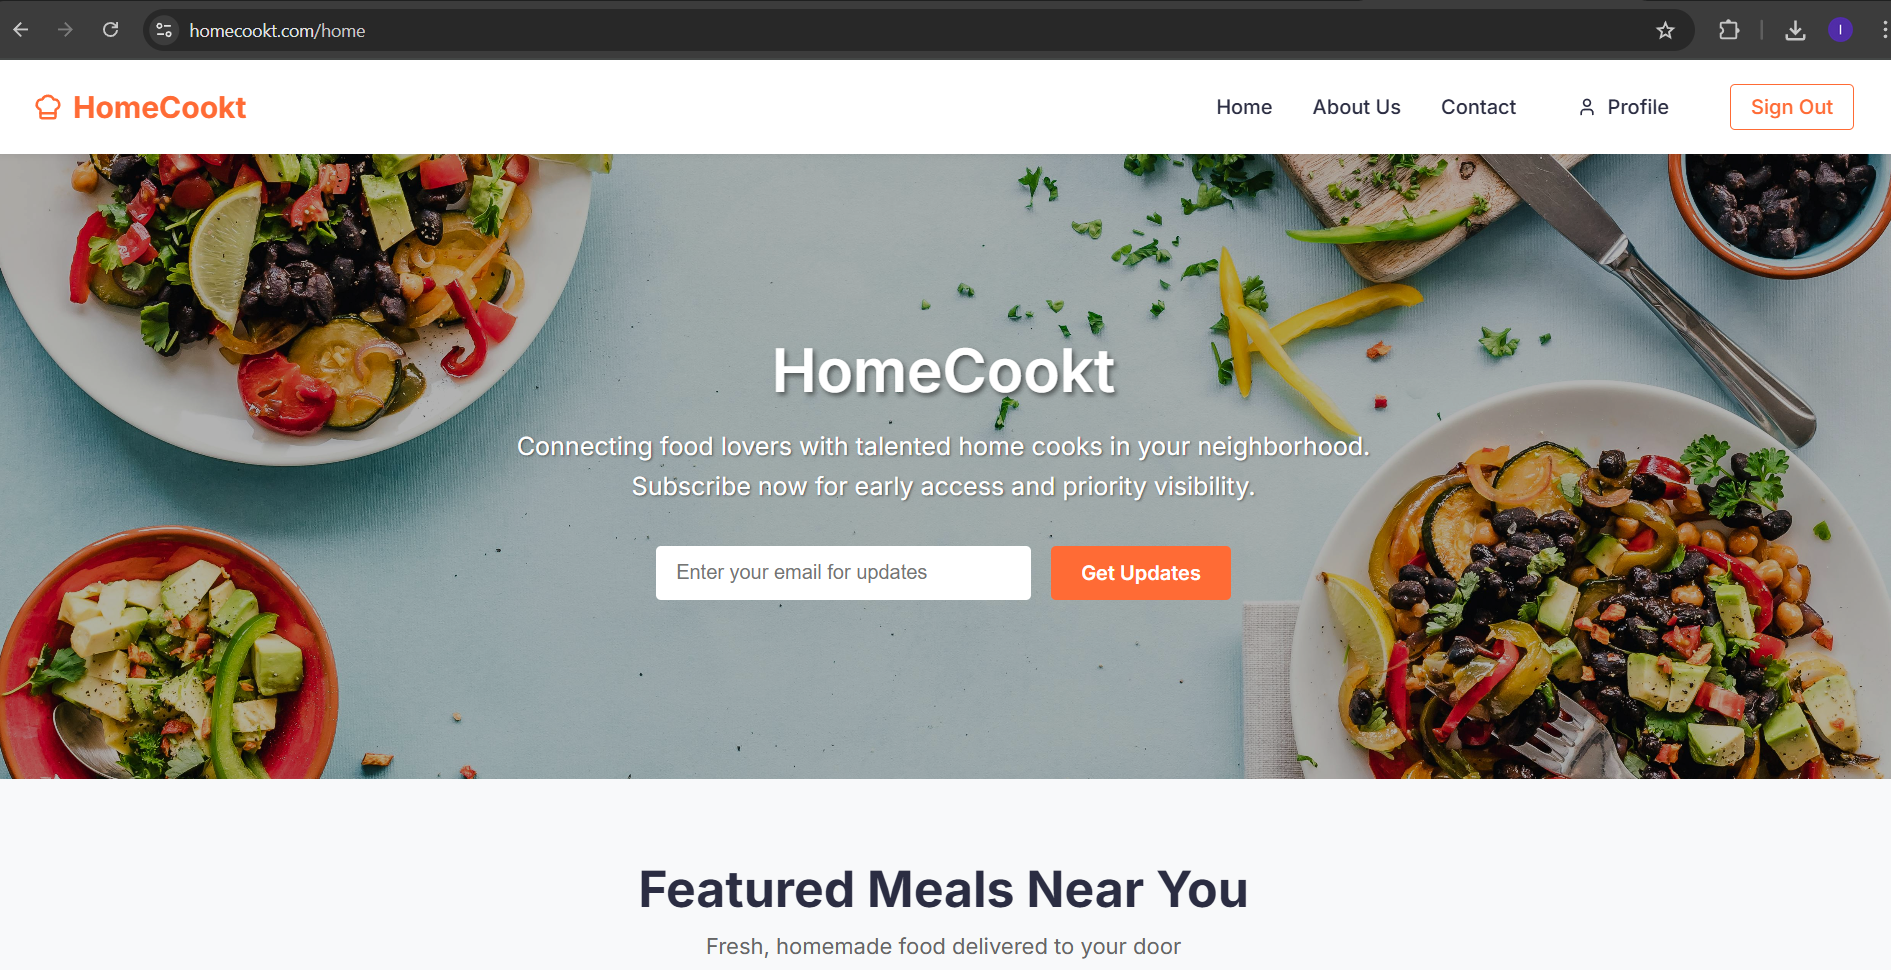 homecookt.com/home
I
HomeCookt
Home
About Us
Contact
Profile
Sign Out
HomeCookt
Connecting food lovers with talented home cooks in your neighborhood.
Subscribe now for early access and priority visibility.
Enter your email for updates
Get Updates
Featured Meals Near You
Fresh, homemade food delivered to your door